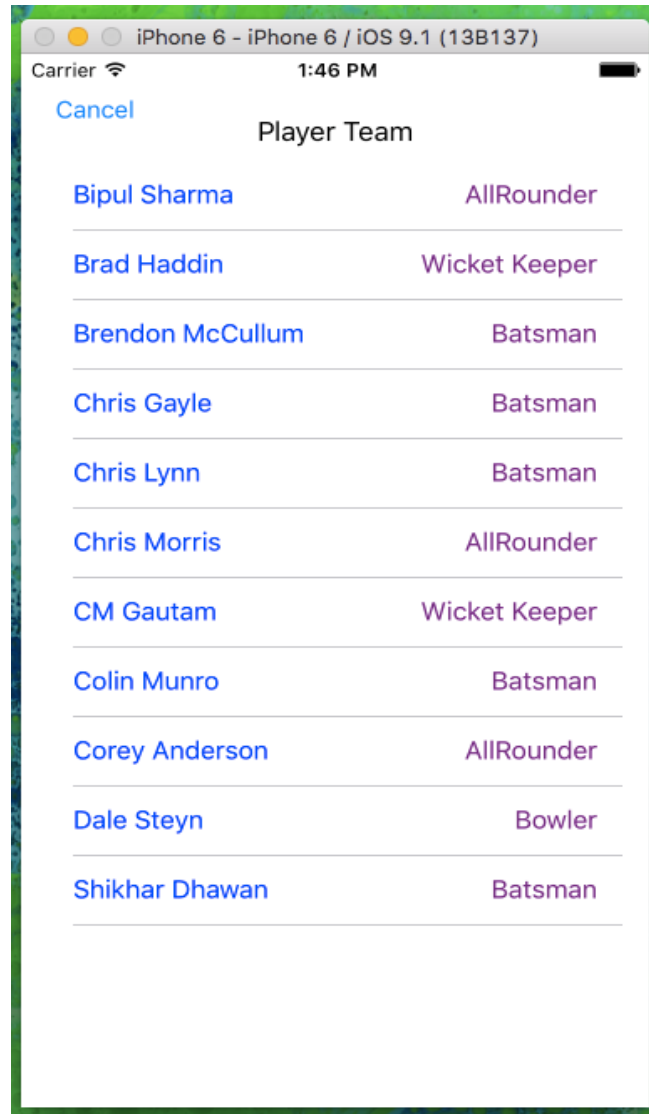 iPhone 6 - iPhone 6 / iOS 9.1 (13B137)
Carrier 1:46 PM
Cancel
Player Team
Bipul Sharma AllRounder
Brad Haddin Wicket Keeper
Brendon McCullum Batsman
Chris Gayle Batsman
Chris Lynn Batsman
Chris Morris AllRounder
CM Gautam Wicket Keeper
Colin Munro Batsman
Corey Anderson AllRounder
Dale Steyn Bowler
Shikhar Dhawan Batsman